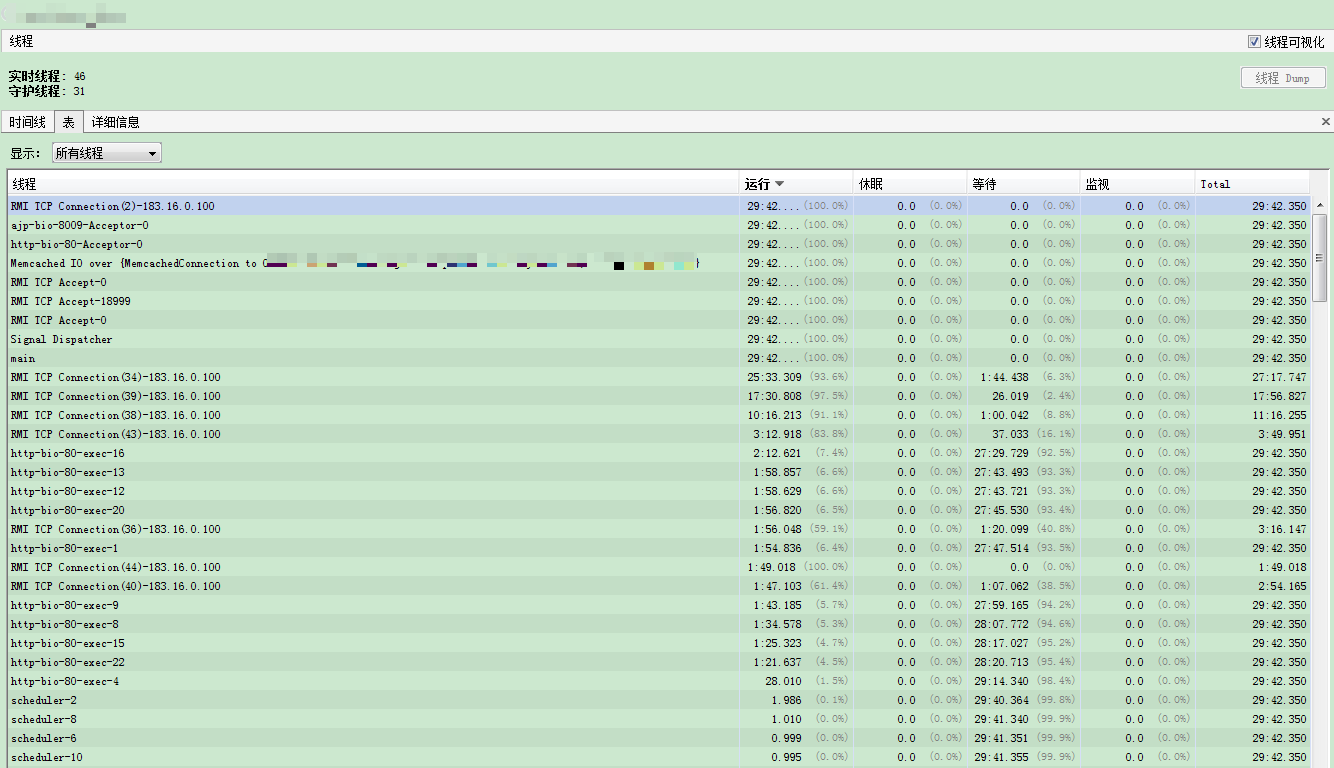 线程 线程可视化
实时线程： 46
守护线程： 31
线程 Dump
时间线 表 详细信息
显示： 所有线程
线程 运行 休眠 等待 监视 Total
RMI TCP Connection(2)-183.16.0.100 29:42.... (100.0%) 0.0 (0.0%) 0.0 (0.0%) 0.0 (0.0%) 29:42.350
ajp-bio-8009-Acceptor-0 29:42.... (100.0%) 0.0 (0.0%) 0.0 (0.0%) 0.0 (0.0%) 29:42.350
http-bio-80-Acceptor-0 29:42.... (100.0%) 0.0 (0.0%) 0.0 (0.0%) 0.0 (0.0%) 29:42.350
Memcached IO over {MemcachedConnection to } 29:42.... (100.0%) 0.0 (0.0%) 0.0 (0.0%) 0.0 (0.0%) 29:42.350
RMI TCP Accept-0 29:42.... (100.0%) 0.0 (0.0%) 0.0 (0.0%) 0.0 (0.0%) 29:42.350
RMI TCP Accept-18999 29:42.... (100.0%) 0.0 (0.0%) 0.0 (0.0%) 0.0 (0.0%) 29:42.350
RMI TCP Accept-0 29:42.... (100.0%) 0.0 (0.0%) 0.0 (0.0%) 0.0 (0.0%) 29:42.350
Signal Dispatcher 29:42.... (100.0%) 0.0 (0.0%) 0.0 (0.0%) 0.0 (0.0%) 29:42.350
main 29:42.... (100.0%) 0.0 (0.0%) 0.0 (0.0%) 0.0 (0.0%) 29:42.350
RMI TCP Connection(34)-183.16.0.100 25:33.309 (93.6%) 0.0 (0.0%) 1:44.438 (6.3%) 0.0 (0.0%) 27:17.747
RMI TCP Connection(39)-183.16.0.100 17:30.808 (97.5%) 0.0 (0.0%) 26.019 (2.4%) 0.0 (0.0%) 17:56.827
RMI TCP Connection(38)-183.16.0.100 10:16.213 (91.1%) 0.0 (0.0%) 1:00.042 (8.8%) 0.0 (0.0%) 11:16.255
RMI TCP Connection(43)-183.16.0.100 3:12.918 (83.8%) 0.0 (0.0%) 37.033 (16.1%) 0.0 (0.0%) 3:49.951
http-bio-80-exec-16 2:12.621 (7.4%) 0.0 (0.0%) 27:29.729 (92.5%) 0.0 (0.0%) 29:42.350
http-bio-80-exec-13 1:58.857 (6.6%) 0.0 (0.0%) 27:43.493 (93.3%) 0.0 (0.0%) 29:42.350
http-bio-80-exec-12 1:58.629 (6.6%) 0.0 (0.0%) 27:43.721 (93.3%) 0.0 (0.0%) 29:42.350
http-bio-80-exec-20 1:56.820 (6.5%) 0.0 (0.0%) 27:45.530 (93.4%) 0.0 (0.0%) 29:42.350
RMI TCP Connection(36)-183.16.0.100 1:56.048 (59.1%) 0.0 (0.0%) 1:20.099 (40.8%) 0.0 (0.0%) 3:16.147
http-bio-80-exec-1 1:54.836 (6.4%) 0.0 (0.0%) 27:47.514 (93.5%) 0.0 (0.0%) 29:42.350
RMI TCP Connection(44)-183.16.0.100 1:49.018 (100.0%) 0.0 (0.0%) 0.0 (0.0%) 0.0 (0.0%) 1:49.018
RMI TCP Connection(40)-183.16.0.100 1:47.103 (61.4%) 0.0 (0.0%) 1:07.062 (38.5%) 0.0 (0.0%) 2:54.165
http-bio-80-exec-9 1:43.185 (5.7%) 0.0 (0.0%) 27:59.165 (94.2%) 0.0 (0.0%) 29:42.350
http-bio-80-exec-8 1:34.578 (5.3%) 0.0 (0.0%) 28:07.772 (94.6%) 0.0 (0.0%) 29:42.350
http-bio-80-exec-15 1:25.323 (4.7%) 0.0 (0.0%) 28:17.027 (95.2%) 0.0 (0.0%) 29:42.350
http-bio-80-exec-22 1:21.637 (4.5%) 0.0 (0.0%) 28:20.713 (95.4%) 0.0 (0.0%) 29:42.350
http-bio-80-exec-4 28.010 (1.5%) 0.0 (0.0%) 29:14.340 (98.4%) 0.0 (0.0%) 29:42.350
scheduler-2 1.986 (0.1%) 0.0 (0.0%) 29:40.364 (99.8%) 0.0 (0.0%) 29:42.350
scheduler-8 1.010 (0.0%) 0.0 (0.0%) 29:41.340 (99.9%) 0.0 (0.0%) 29:42.350
scheduler-6 0.999 (0.0%) 0.0 (0.0%) 29:41.351 (99.9%) 0.0 (0.0%) 29:42.350
scheduler-10 0.995 (0.0%) 0.0 (0.0%) 29:41.355 (99.9%) 0.0 (0.0%) 29:42.350